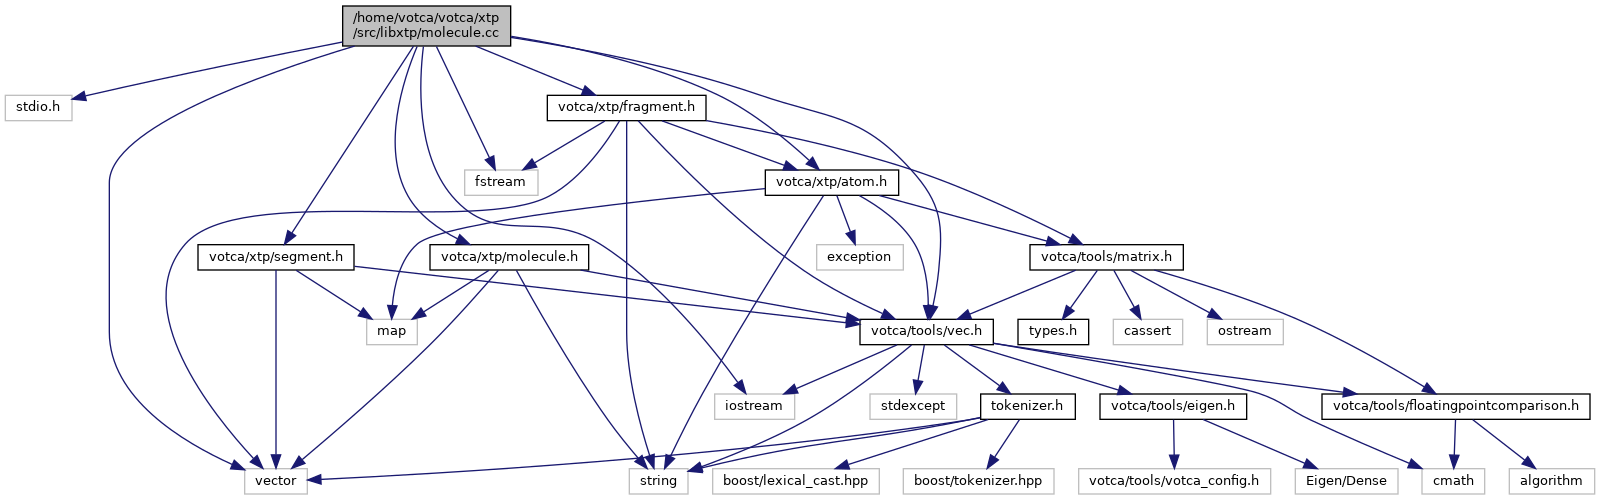 /home/votca/votca/xtp
/src/libxtp/molecule.cc
stdio.h
votca/xtp/fragment.h
fstream
votca/xtp/atom.h
votca/xtp/segment.h
votca/xtp/molecule.h
exception
votca/tools/matrix.h
map
votca/tools/vec.h
types.h
cassert
ostream
iostream
stdexcept
tokenizer.h
votca/tools/eigen.h
votca/tools/floatingpointcomparison.h
vector
string
boost/lexical_cast.hpp
boost/tokenizer.hpp
votca/tools/votca_config.h
Eigen/Dense
cmath
algorithm